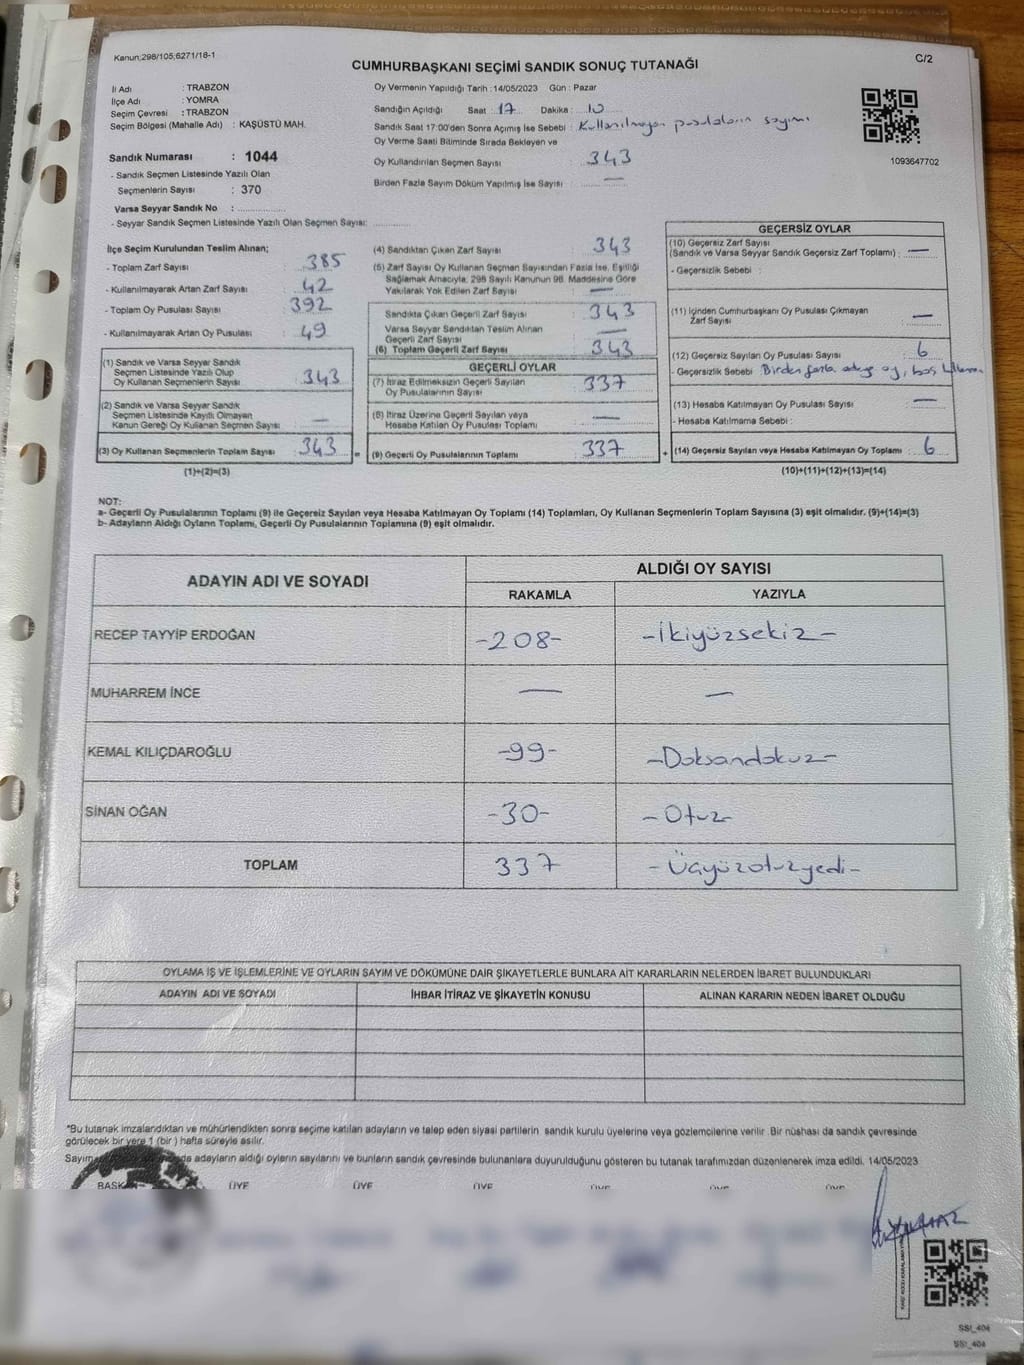 Kanun;298/105;6271/18-1
CUMHURBAŞKANI SEÇİMİ SANDIK SONUÇ TUTANAĞI
C/2
İl Adı : TRABZON
İlçe Adı : YOMRA
Seçim Çevresi : TRABZON
Seçim Bölgesi (Mahalle Adı) : KAŞÜSTÜ MAH.
Oy Vermenin Yapıldığı Tarih : 14/05/2023 Gün : Pazar
Sandığın Açıldığı Saat : 17 Dakika : 10
Sandık Saat 17:00'den Sonra Açımış İse Sebebi : Kullanılmayan pusulaların sayımı
Oy Verme Saati Bitiminde Sırada Bekleyen ve
Oy Kullandırılan Seçmen Sayısı : 343
Birden Fazla Sayım Döküm Yapılmış İse Sayısı : —
1093647702
Sandık Numarası : 1044
- Sandık Seçmen Listesinde Yazılı Olan
Seçmenlerin Sayısı : 370
Varsa Seyyar Sandık No :
- Seyyar Sandık Seçmen Listesinde Yazılı Olan Seçmen Sayısı:
İlçe Seçim Kurulundan Teslim Alınan;
- Toplam Zarf Sayısı : 385
- Kullanılmayarak Artan Zarf Sayısı : 42
- Toplam Oy Pusulası Sayısı : 392
- Kullanılmayarak Artan Oy Pusulası : 49
(1) Sandık ve Varsa Seyyar Sandık
Seçmen Listesinde Yazılı Olup
Oy Kullanan Seçmenlerin Sayısı : 343
(2) Sandık ve Varsa Seyyar Sandık
Seçmen Listesinde Kayıtlı Olmayan
Kanun Gereği Oy Kullanan Seçmen Sayısı : —
(3) Oy Kullanan Seçmenlerin Toplam Sayısı : 343
(1)+(2)=(3)
(4) Sandıktan Çıkan Zarf Sayısı : 343
(5) Zarf Sayısı Oy Kullanan Seçmen Sayısından Fazla İse, Eşitliği
Sağlamak Amacıyla; 298 Sayılı Kanunun 98. Maddesine Göre
Yakılarak Yok Edilen Zarf Sayısı : —
Sandıkta Çıkan Geçerli Zarf Sayısı : 343
Varsa Seyyar Sandıktan Teslim Alınan
Geçerli Zarf Sayısı : —
(6) Toplam Geçerli Zarf Sayısı : 343
GEÇERLİ OYLAR
(7) İtiraz Edilmeksizin Geçerli Sayılan
Oy Pusulalarının Sayısı : 337
(8) İtiraz Üzerine Geçerli Sayılan veya
Hesaba Katılan Oy Pusulası Toplamı : —
(9) Geçerli Oy Pusulalarının Toplamı : 337
GEÇERSİZ OYLAR
(10) Geçersiz Zarf Sayısı
(Sandık ve Varsa Seyyar Sandık Geçersiz Zarf Toplamı) : —
- Geçersizlik Sebebi :
(11) İçinden Cumhurbaşkanı Oy Pusulası Çıkmayan
Zarf Sayısı : —
(12) Geçersiz Sayılan Oy Pusulası Sayısı : 6
- Geçersizlik Sebebi : Birden fazla adaya oy, boş
(13) Hesaba Katılmayan Oy Pusulası Sayısı : —
- Hesaba Katılmama Sebebi :
(14) Geçersiz Sayılan veya Hesaba Katılmayan Oy Toplamı : 6
(10)+(11)+(12)+(13)=(14)
NOT:
a- Geçerli Oy Pusulalarının Toplamı (9) ile Geçersiz Sayılan veya Hesaba Katılmayan Oy Toplamı (14) Toplamları, Oy Kullanan Seçmenlerin Toplam Sayısına (3) eşit olmalıdır. (9)+(14)=(3)
b- Adayların Aldığı Oyların Toplamı, Geçerli Oy Pusulalarının Toplamına (9) eşit olmalıdır.
ADAYIN ADI VE SOYADI
ALDIĞI OY SAYISI
RAKAMLA YAZIYLA
RECEP TAYYİP ERDOĞAN -208- -İkiyüzsekiz-
MUHARREM İNCE — —
KEMAL KILIÇDAROĞLU -99- -Doksandokuz-
SİNAN OĞAN -30- -Otuz-
TOPLAM 337 -Üçyüzotuzyedi-
OYLAMA İŞ VE İŞLEMLERİNE VE OYLARIN SAYIM VE DÖKÜMÜNE DAİR ŞİKAYETLERLE BUNLARA AİT KARARLARIN NELERDEN İBARET BULUNDUKLARI
ADAYIN ADI VE SOYADI İHBAR İTİRAZ VE ŞİKAYETİN KONUSU ALINAN KARARIN NEDEN İBARET OLDUĞU
"Bu tutanak imzalandıktan ve mühürlendikten sonra seçime katılan adayların ve talep eden siyasi partilerin sandık kurulu üyelerine veya gözlemcilerine verilir. Bir nüshası da sandık çevresinde
görülecek bir yere 1 (bir ) hafta süreyle asılır.
Sayım adayların aldığı oyların sayılarını ve bunların sandık çevresinde bulunanlara duyurulduğunu gösteren bu tutanak tarafımızdan düzenlenerek imza edildi. 14/05/2023
BAŞKAN ÜYE ÜYE ÜYE ÜYE ÜYE ÜYE
SSI_404
SSI_404